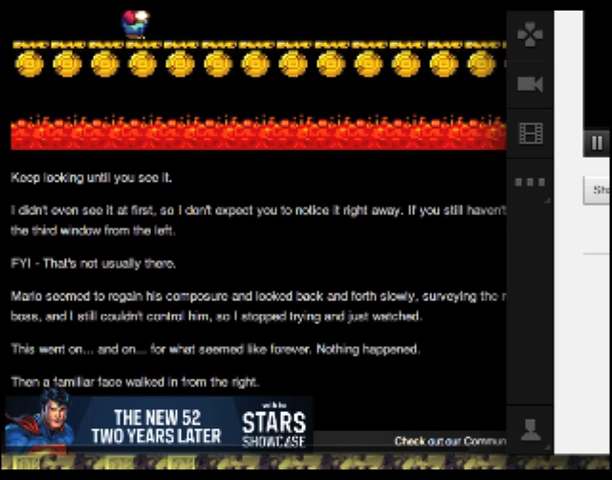 Keep looking until you see it.
I didn't even see it at first, so I don't expect you to notice it right away. If you still haven't
the third window from the left.
FYI - That's not usually there.
Mario seemed to regain his composure and looked back and forth slowly, surveying the r
boss, and I still couldn't control him, so I stopped trying and just watched.
This went on... and on... for what seemed like forever. Nothing happened.
Then a familiar face walked in from the right.
THE NEW 52
TWO YEARS LATER
STARS
SHOWCASE
Check out our Commun